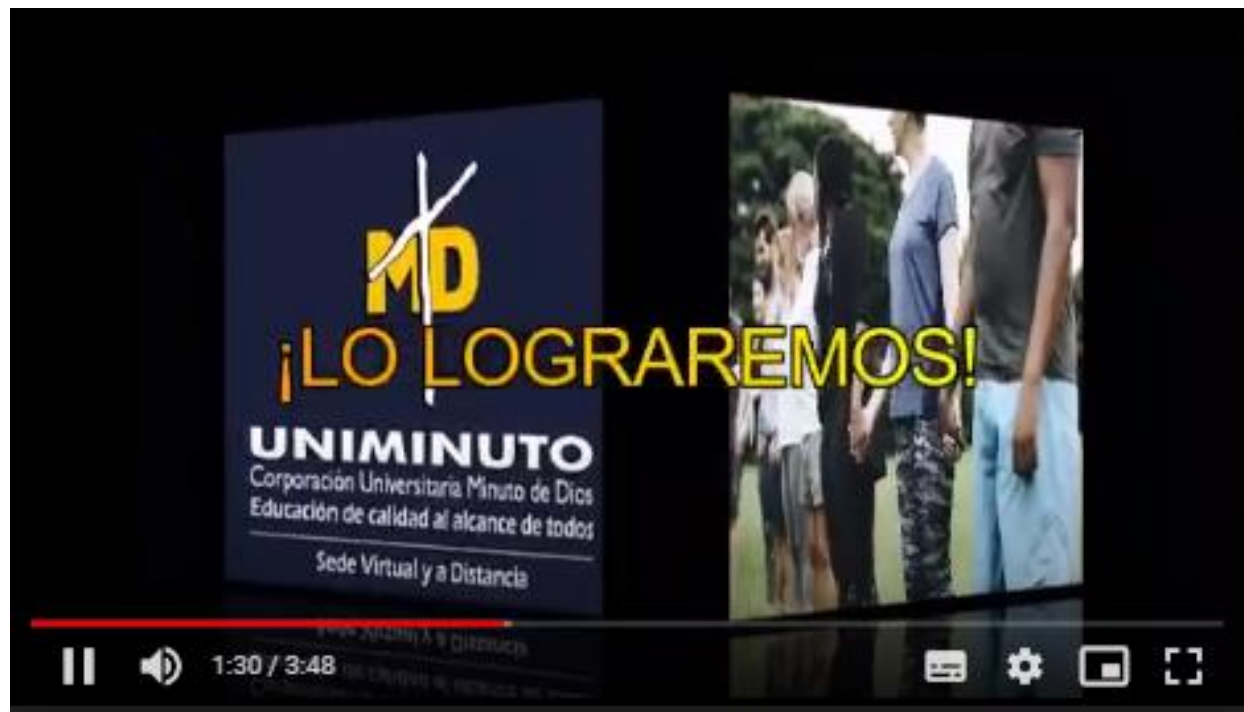 MD
¡LO LOGRAREMOS!
UNIMINUTO
Corporación Universitaria Minuto de Dios
Educación de calidad al alcance de todos
Sede Virtual y a Distancia
1:30 / 3:48